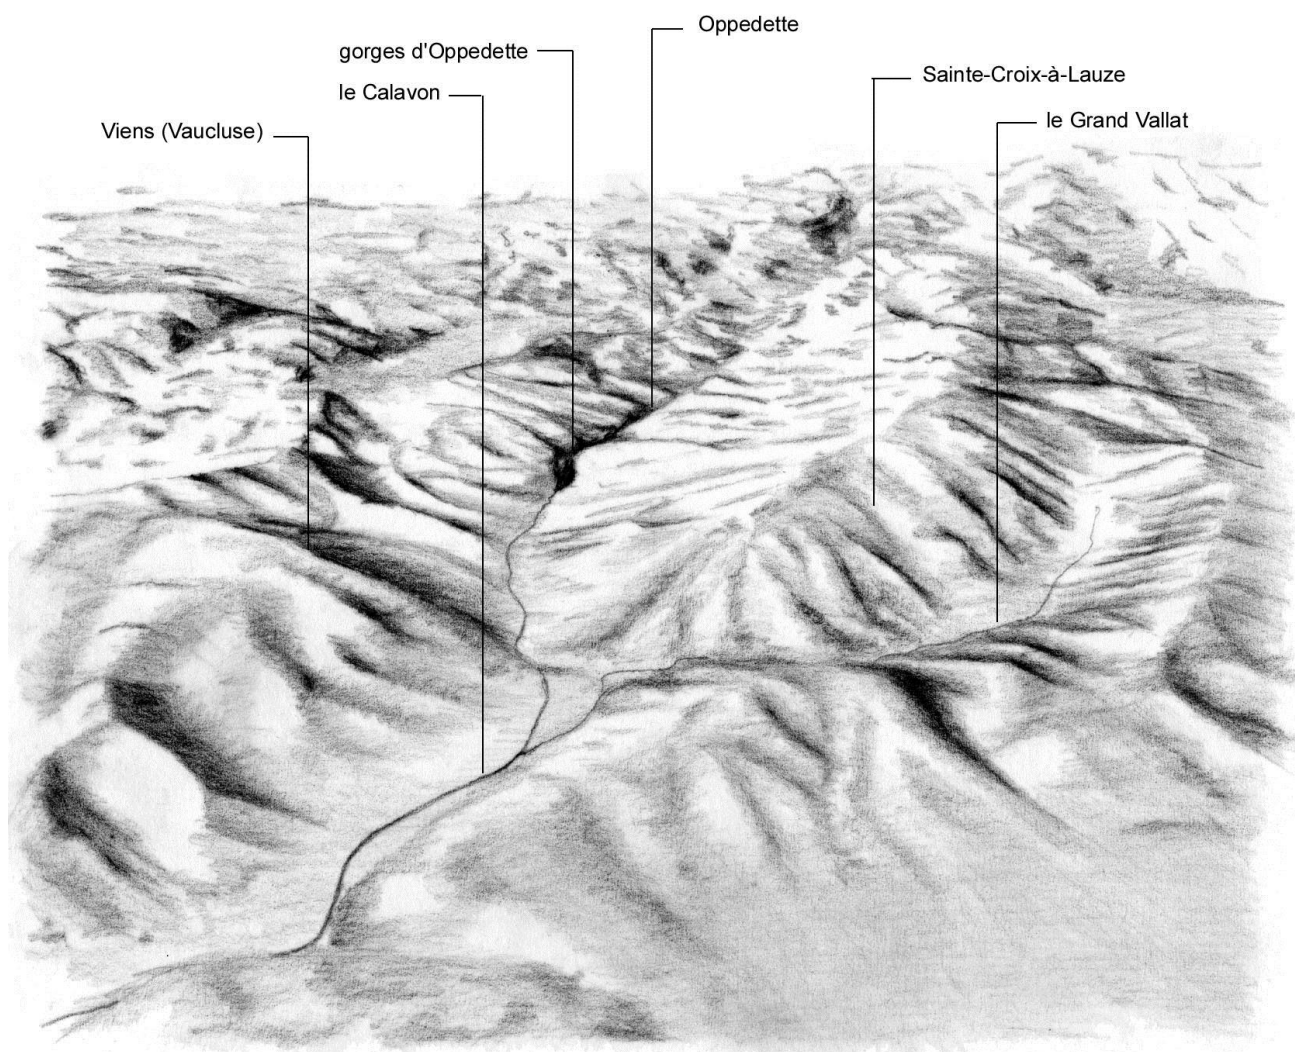 Oppedette
gorges d'Oppedette
Sainte-Croix-à-Lauze
le Calavon
le Grand Vallat
Viens (Vaucluse)